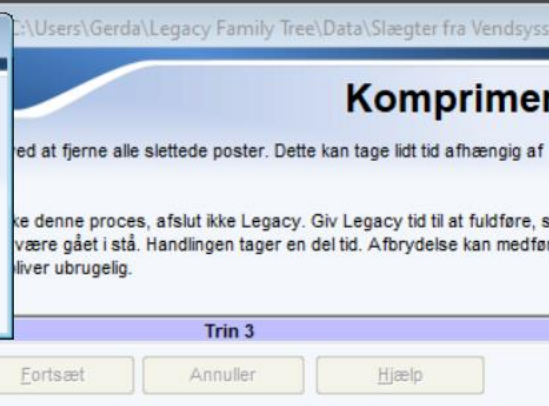 :\Users\Gerda\Legacy Family Tree\Data\Slægter fra Vendsyss
Komprimer
ved at fjerne alle slettede poster. Dette kan tage lidt tid afhængig af
ke denne proces, afslut ikke Legacy. Giv Legacy tid til at fuldføre, s
være gået i stå. Handlingen tager en del tid. Afbrydelse kan medfør
bliver ubrugelig.
Trin 3
Fortsæt Annuller Hjælp